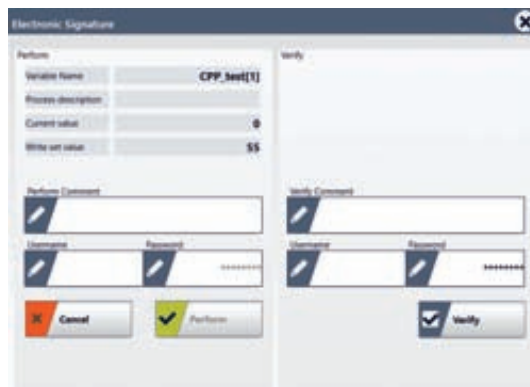 Electronic Signature
Perform
Variable Name CPP_test[1]
Process description
Current value 0
Write set value 55
Perform Comment
Username Password
********
Cancel Perform
Verify
Verify Comment
Username Password
********
Verify